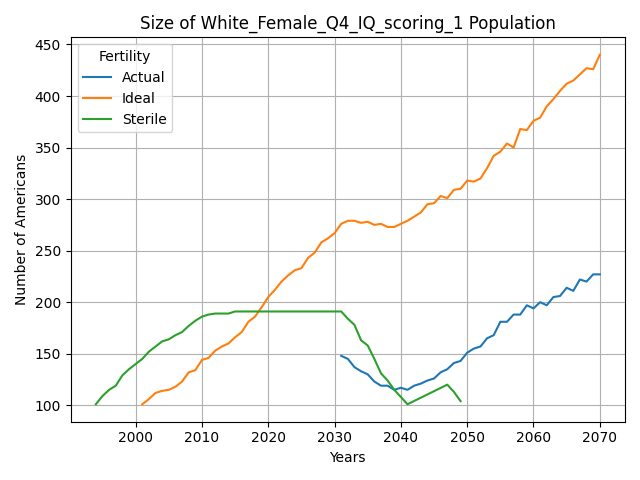 Size of White_Female_Q4_IQ_scoring_1 Population
Fertility
Actual
Ideal
Sterile
Number of Americans
450
400
350
300
250
200
150
100
2000
2010
2020
2030
2040
2050
2060
2070
Years